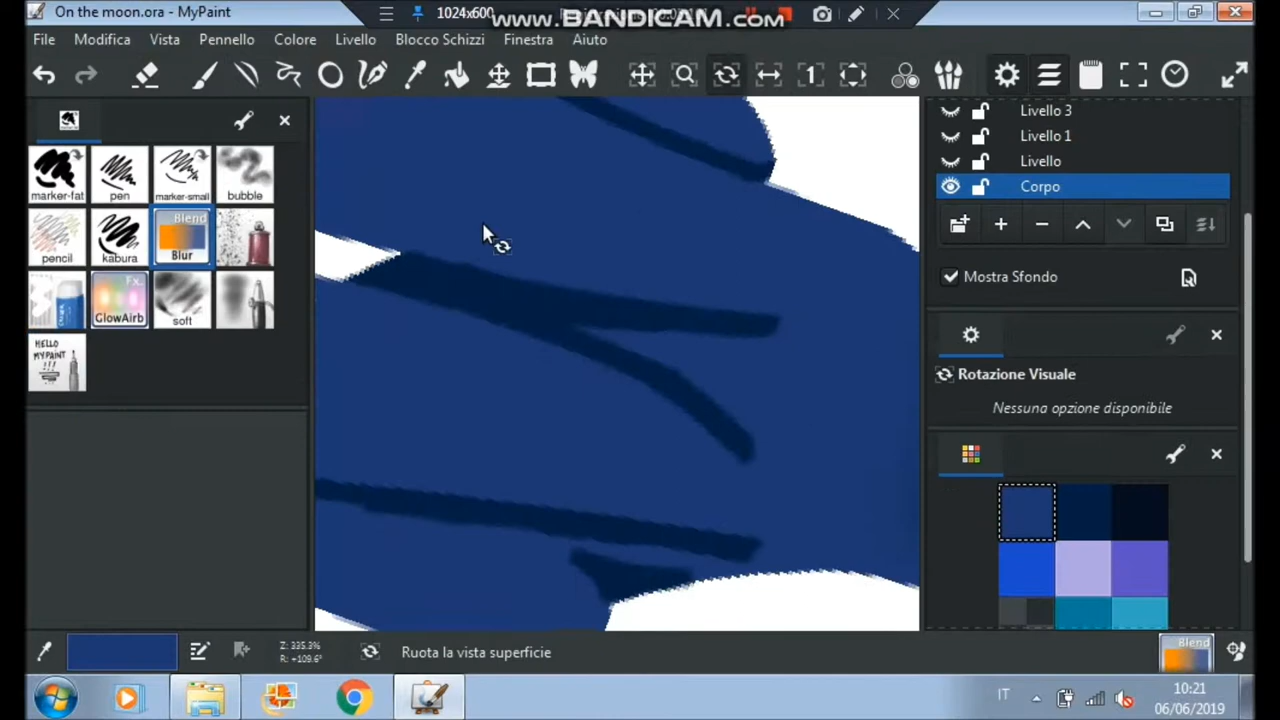 On the moon.ora - MyPaint
1024x600
www.BANDICAM.com
File Modifica Vista Pennello Colore Livello Blocco Schizzi Finestra Aiuto
marker-fat pen marker-small bubble
pencil kabura Blend Blur
Fx. GlowAirb soft
HELLO
MYPAINT
!!!
Livello 3
Livello 1
Livello
Corpo
Mostra Sfondo
Rotazione Visuale
Nessuna opzione disponibile
Z: 335.3%
R: +109.6°
Ruota la vista superficie
Blend
IT
10:21
06/06/2019